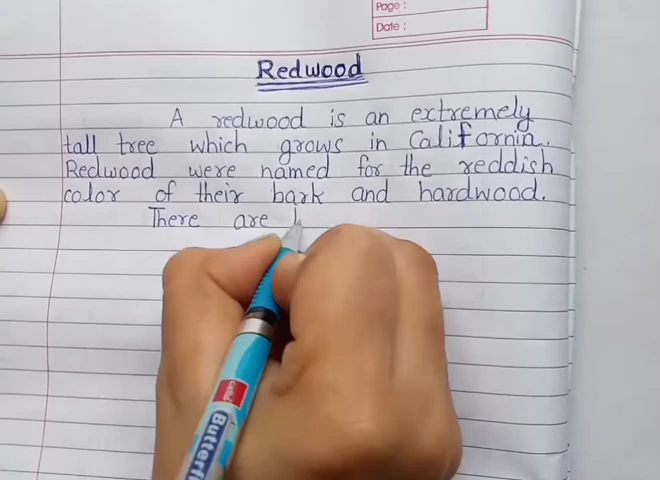 Page :
Date :
Redwood
A redwood is an extremely
tall tree which grows in California.
Redwood were named for the reddish
color of their bark and hardwood.
There are
cello
Butterfl